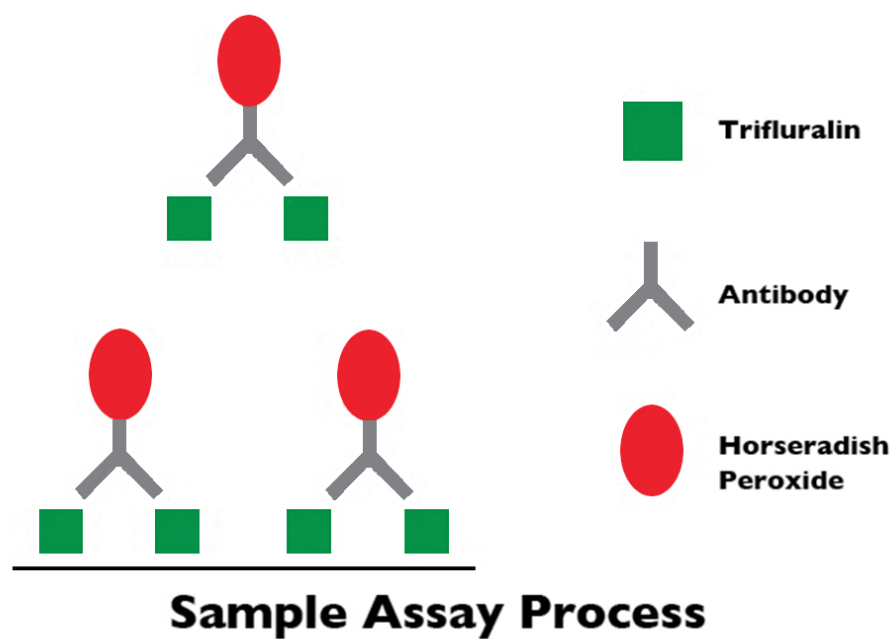 Trifluralin
Antibody
Horseradish
Peroxide
Sample Assay Process